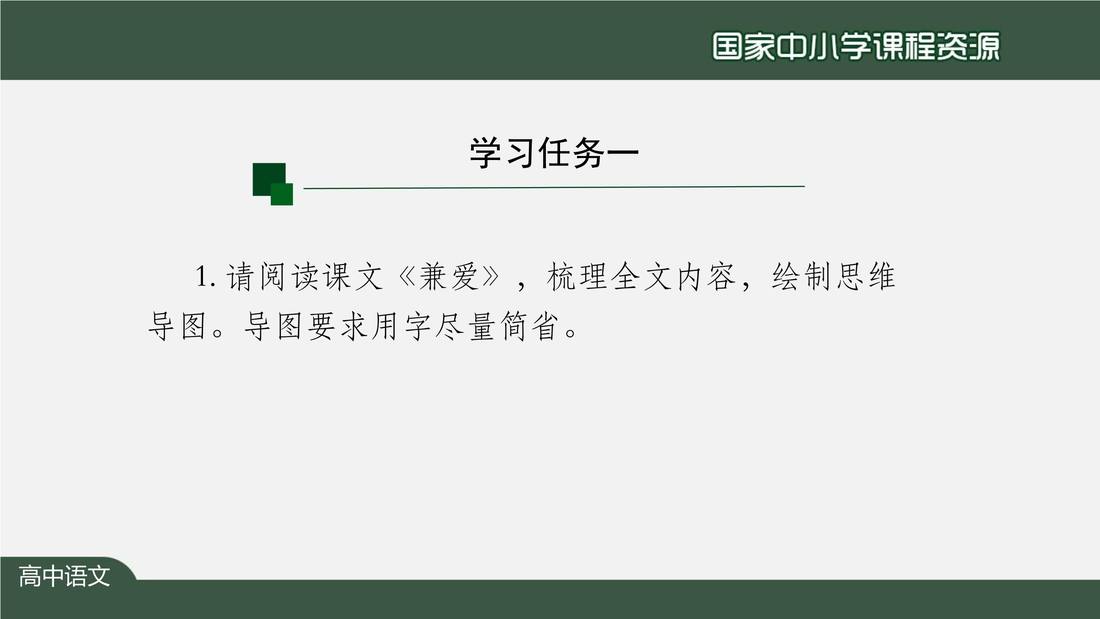 国家中小学课程资源
学习任务一
1. 请阅读课文《兼爱》，梳理全文内容，绘制思维
导图。导图要求用字尽量简省。
高中语文